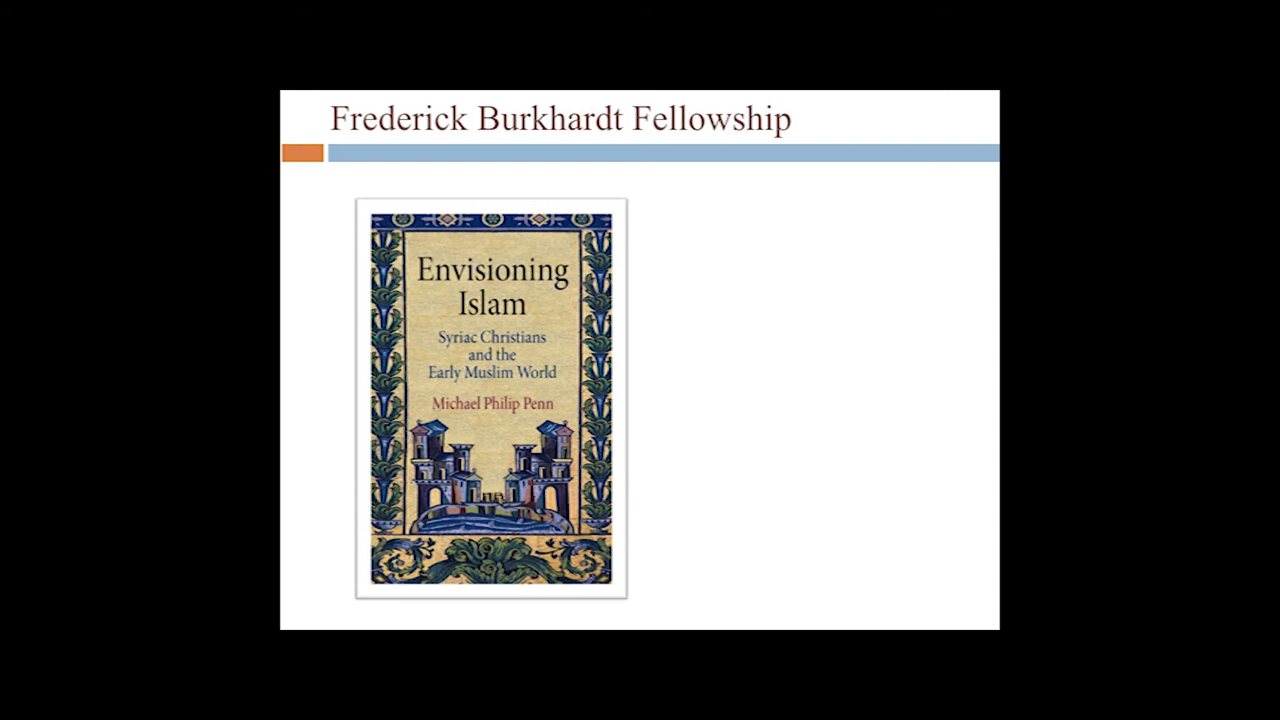 Frederick Burkhardt Fellowship
Envisioning
Islam
Syriac Christians
and the
Early Muslim World
Michael Philip Penn